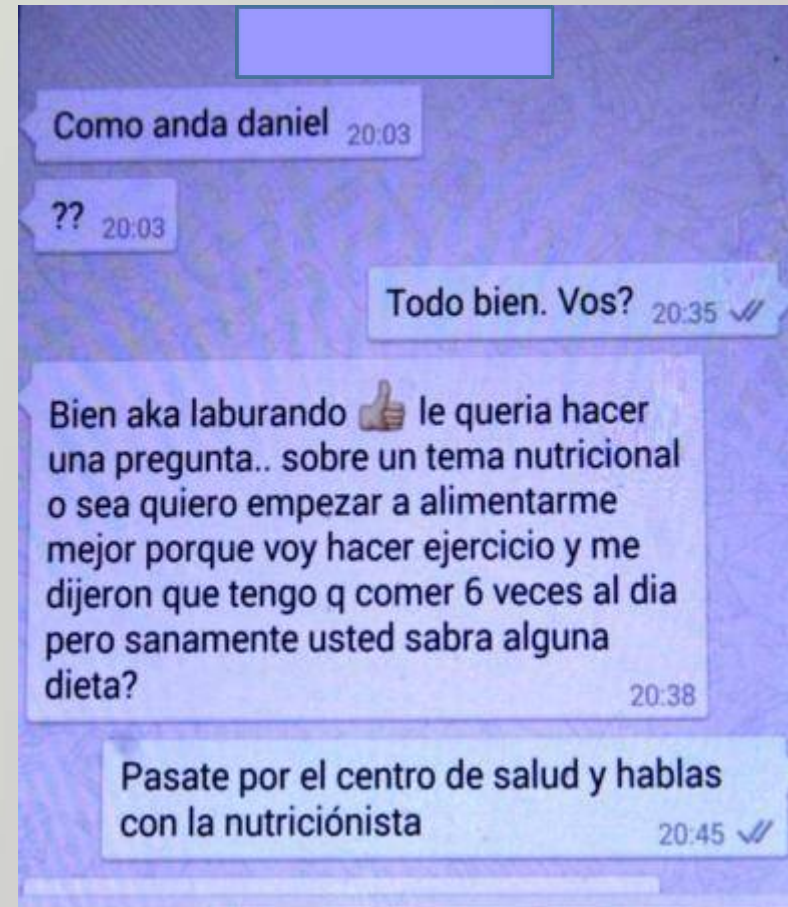 Como anda daniel 20:03
?? 20:03
Todo bien. Vos? 20:35
Bien aka laburando 👍 le queria hacer
una pregunta.. sobre un tema nutricional
o sea quiero empezar a alimentarme
mejor porque voy hacer ejercicio y me
dijeron que tengo q comer 6 veces al dia
pero sanamente usted sabra alguna
dieta? 20:38
Pasate por el centro de salud y hablas
con la nutriciónista 20:45